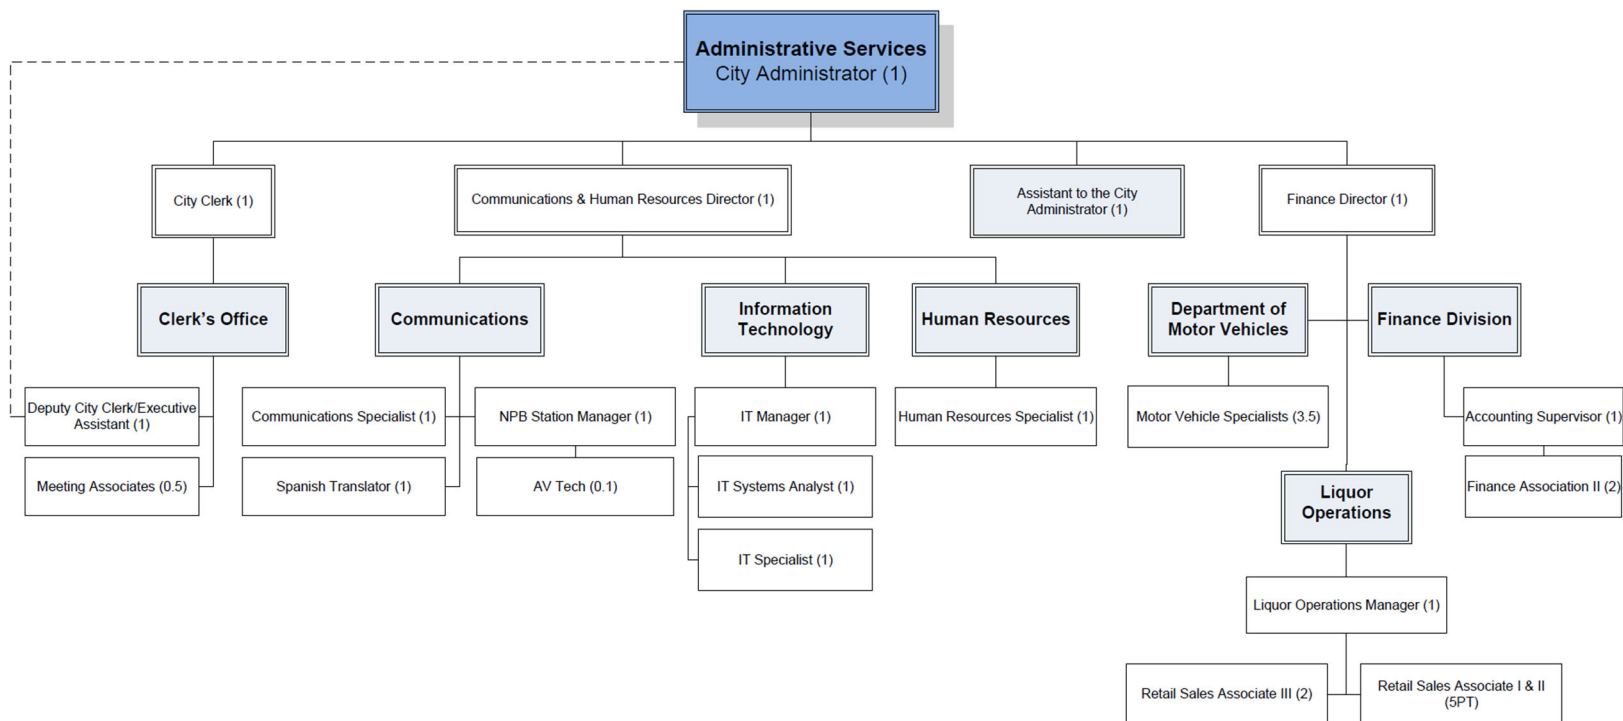 Administrative Services
City Administrator (1)
City Clerk (1)
Communications & Human Resources Director (1)
Assistant to the City
Administrator (1)
Finance Director (1)
Clerk's Office
Communications
Information
Technology
Human Resources
Department of
Motor Vehicles
Finance Division
Deputy City Clerk/Executive
Assistant (1)
Communications Specialist (1)
NPB Station Manager (1)
IT Manager (1)
Human Resources Specialist (1)
Motor Vehicle Specialists (3.5)
Accounting Supervisor (1)
Meeting Associates (0.5)
Spanish Translator (1)
AV Tech (0.1)
IT Systems Analyst (1)
Finance Association II (2)
Liquor
Operations
IT Specialist (1)
Liquor Operations Manager (1)
Retail Sales Associate III (2)
Retail Sales Associate I & II
(5PT)